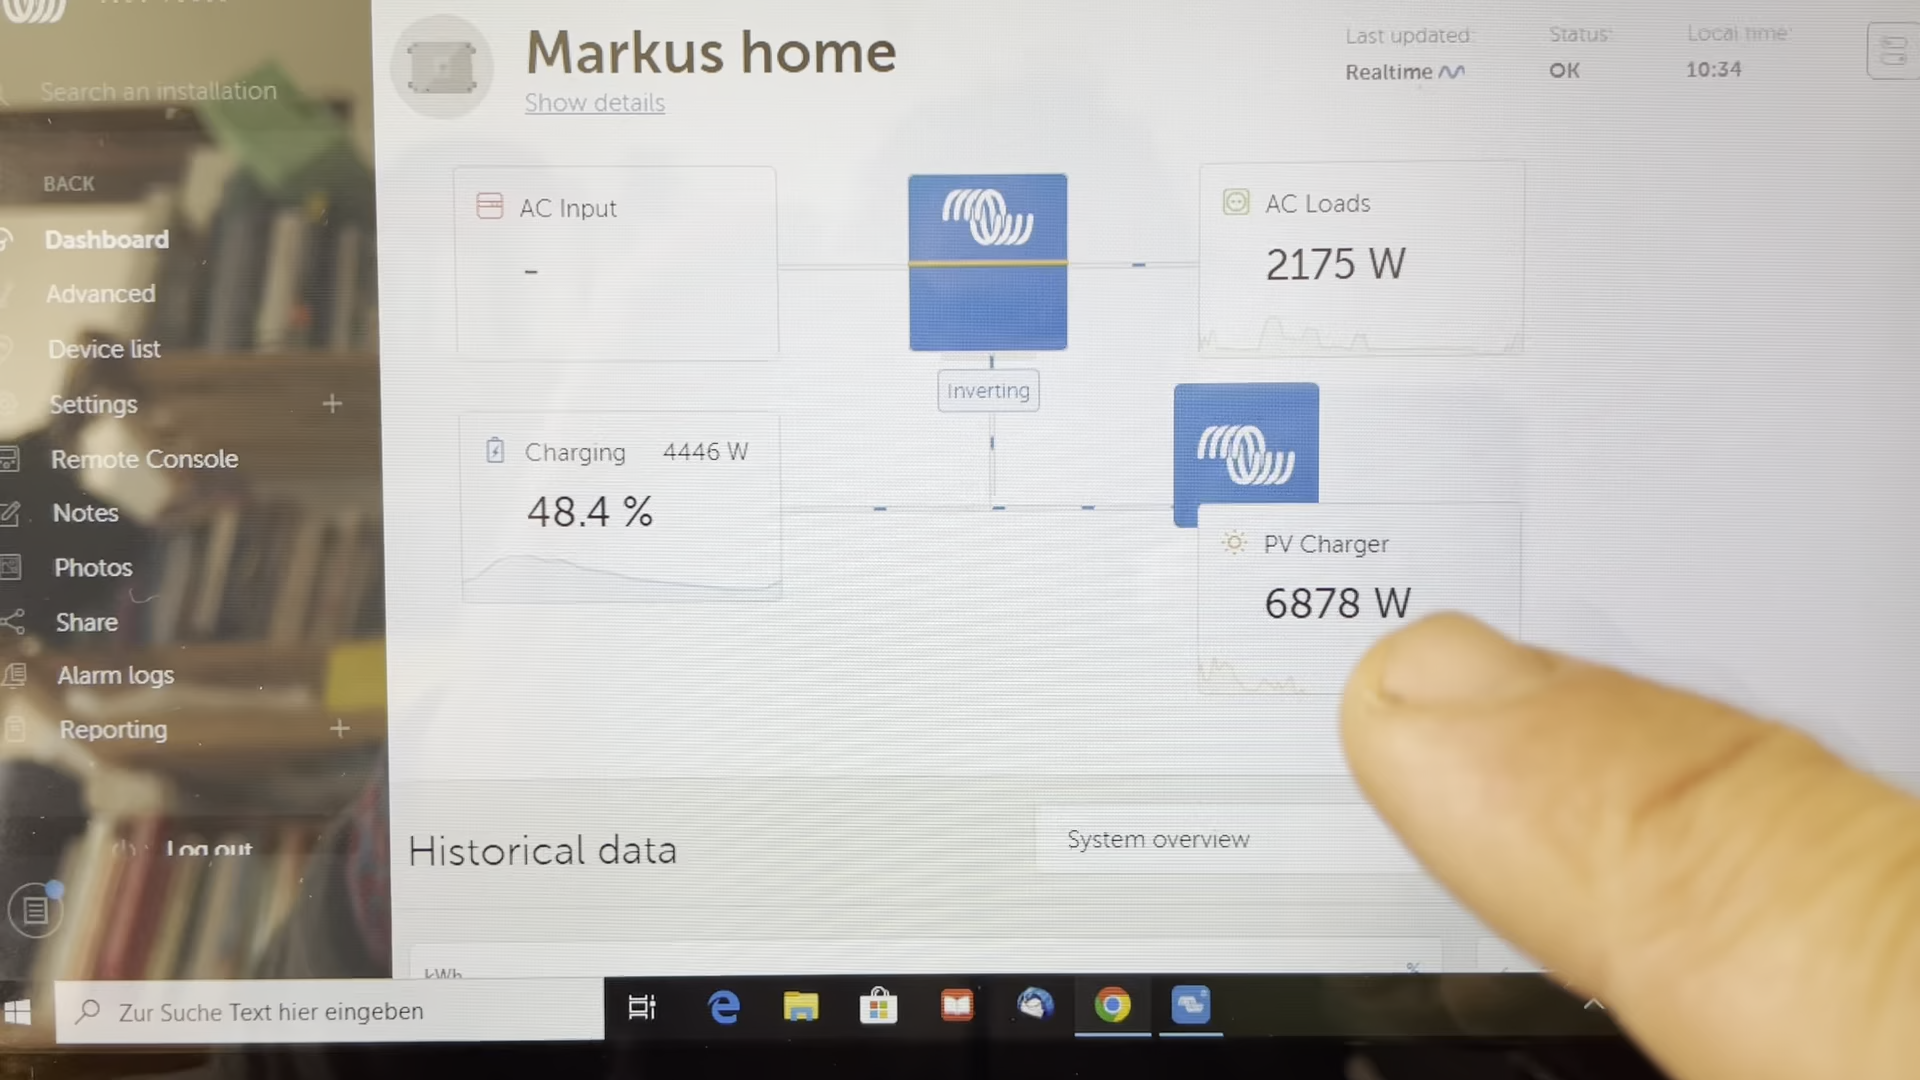 Markus home
Show details
Last updated:
Realtime
Status:
OK
Local time:
10:34
Search an installation
BACK
Dashboard
Advanced
Device list
Settings
Remote Console
Notes
Photos
Share
Alarm logs
Reporting
Log out
AC Input
-
AC Loads
2175 W
Inverting
Charging 4446 W
48.4 %
PV Charger
6878 W
Historical data
System overview
kWh
%
Zur Suche Text hier eingeben